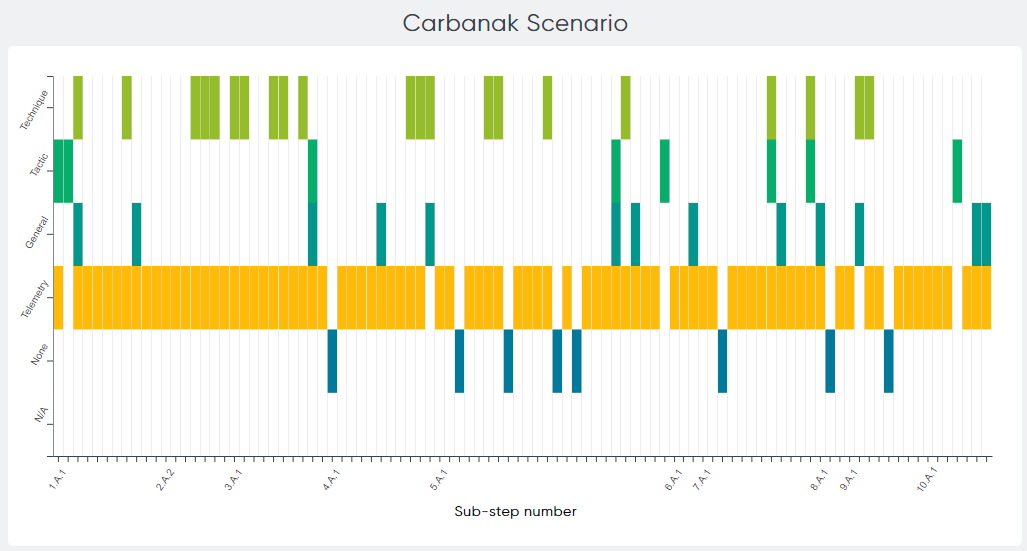 Carbanak Scenario
Technique
Tactic
General
Telemetry
None
N/A
1.A.1
2.A.2
3.A.1
4.A.1
5.A.1
6.A.1
7.A.1
8.A.1
9.A.1
10.A.1
Sub-step number